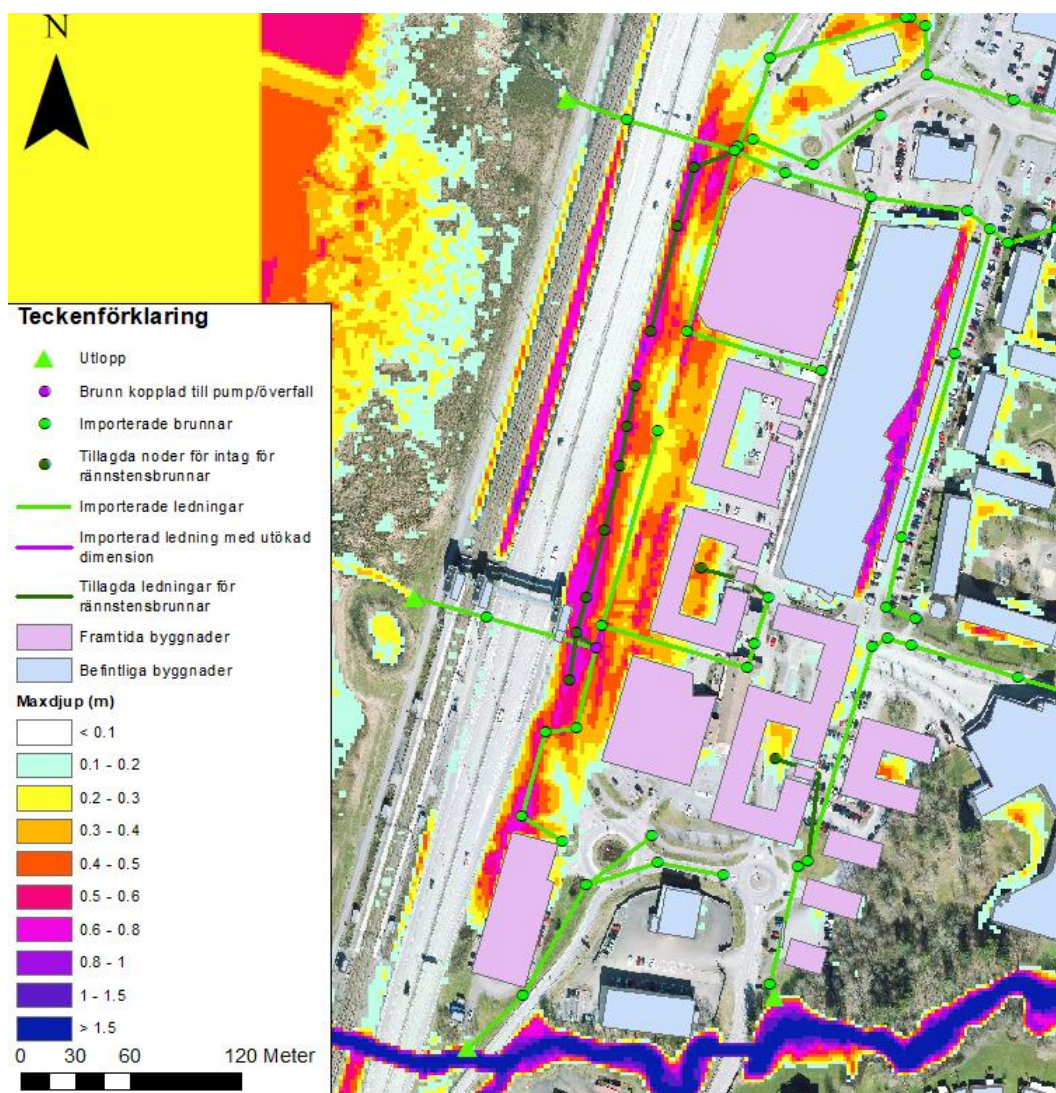 N
Teckenförklaring
Utlopp
Brunn kopplad till pump/överfall
Importerade brunnar
Tillagda noder för intag för
rännstensbrunnar
Importerade ledningar
Importerad ledning med utökad
dimension
Tillagda ledningar för
rännstensbrunnar
Framtida byggnader
Befintliga byggnader
Maxdjup (m)
< 0.1
0.1 - 0.2
0.2 - 0.3
0.3 - 0.4
0.4 - 0.5
0.5 - 0.6
0.6 - 0.8
0.8 - 1
1 - 1.5
> 1.5
0 30 60 120 Meter